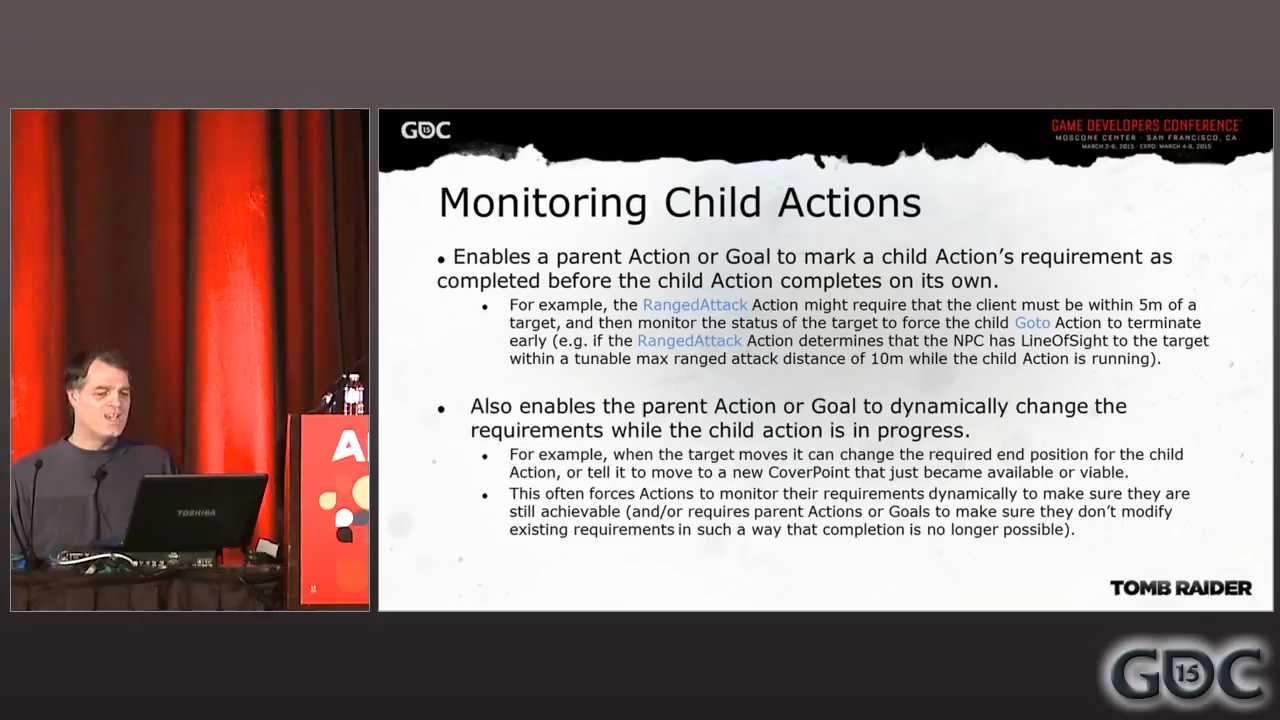 GDC 15
GAME DEVELOPERS CONFERENCE
MOSCONE CENTER · SAN FRANCISCO, CA
MARCH 2-6, 2015 · EXPO: MARCH 4-6, 2015
Monitoring Child Actions
• Enables a parent Action or Goal to mark a child Action’s requirement as
completed before the child Action completes on its own.
• For example, the RangedAttack Action might require that the client must be within 5m of a
target, and then monitor the status of the target to force the child Goto Action to terminate
early (e.g. if the RangedAttack Action determines that the NPC has LineOfSight to the target
within a tunable max ranged attack distance of 10m while the child Action is running).
• Also enables the parent Action or Goal to dynamically change the
requirements while the child action is in progress.
• For example, when the target moves it can change the required end position for the child
Action, or tell it to move to a new CoverPoint that just became available or viable.
• This often forces Actions to monitor their requirements dynamically to make sure they are
still achievable (and/or requires parent Actions or Goals to make sure they don’t modify
existing requirements in such a way that completion is no longer possible).
TOMB RAIDER
TOSHIBA
GDC 15